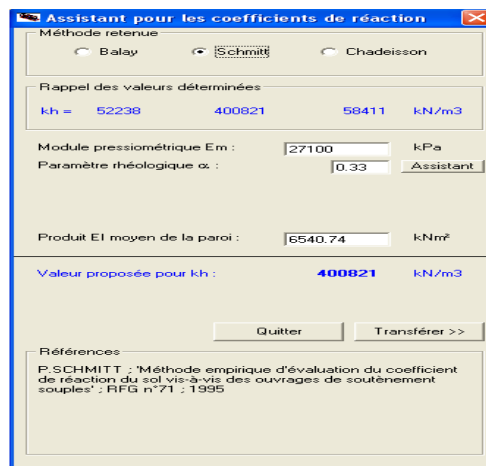 Assistant pour les coefficients de réaction
Méthode retenue
Balay Schmitt Chadeisson
Rappel des valeurs déterminées
kh = 52238 400821 58411 kN/m3
Module pressiométrique Em : 27100 kPa
Paramètre rhéologique α : 0.33 Assistant
Produit EI moyen de la paroi : 6540.74 kNm²
Valeur proposée pour kh : 400821 kN/m3
Quitter Transférer >>
Références
P.SCHMITT ; 'Méthode empirique d'évaluation du coefficient
de réaction du sol vis-à-vis des ouvrages de soutènement
souples' ; RFG n°71 ; 1995